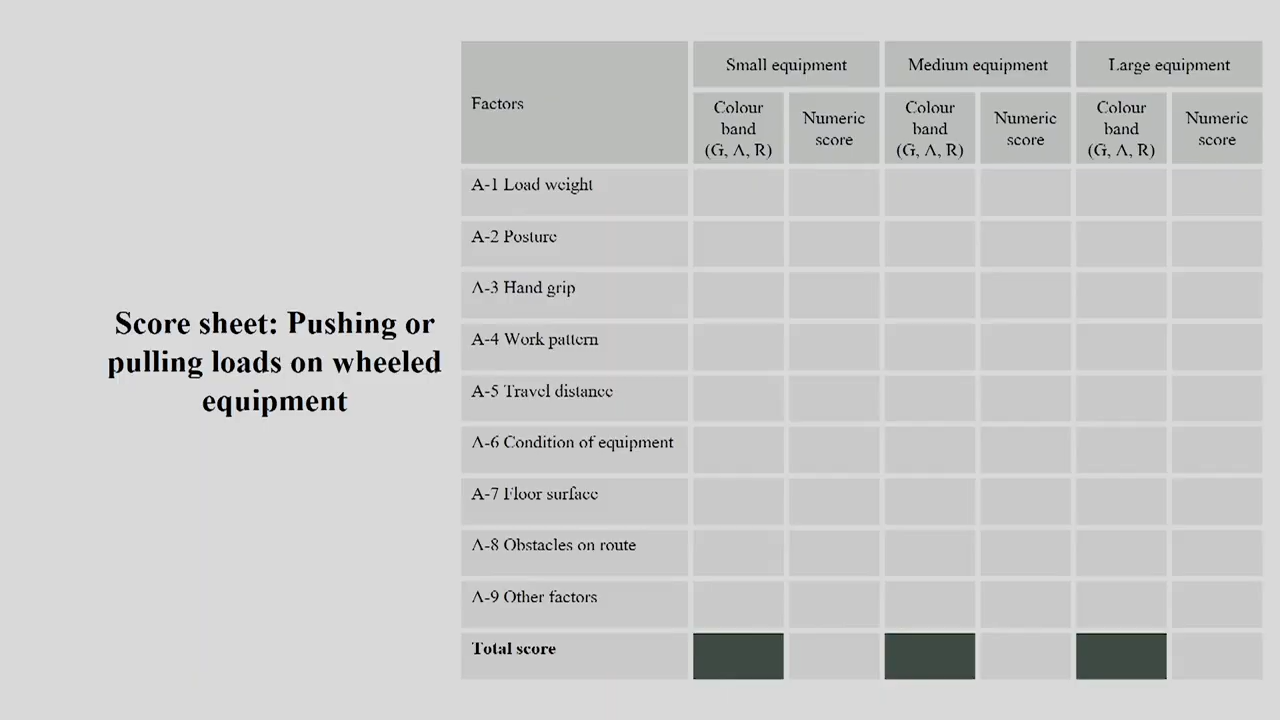 Score sheet: Pushing or
pulling loads on wheeled
equipment
Factors
Small equipment
Medium equipment
Large equipment
Colour
band
(G, A, R)
Numeric
score
Colour
band
(G, A, R)
Numeric
score
Colour
band
(G, A, R)
Numeric
score
A-1 Load weight
A-2 Posture
A-3 Hand grip
A-4 Work pattern
A-5 Travel distance
A-6 Condition of equipment
A-7 Floor surface
A-8 Obstacles on route
A-9 Other factors
Total score